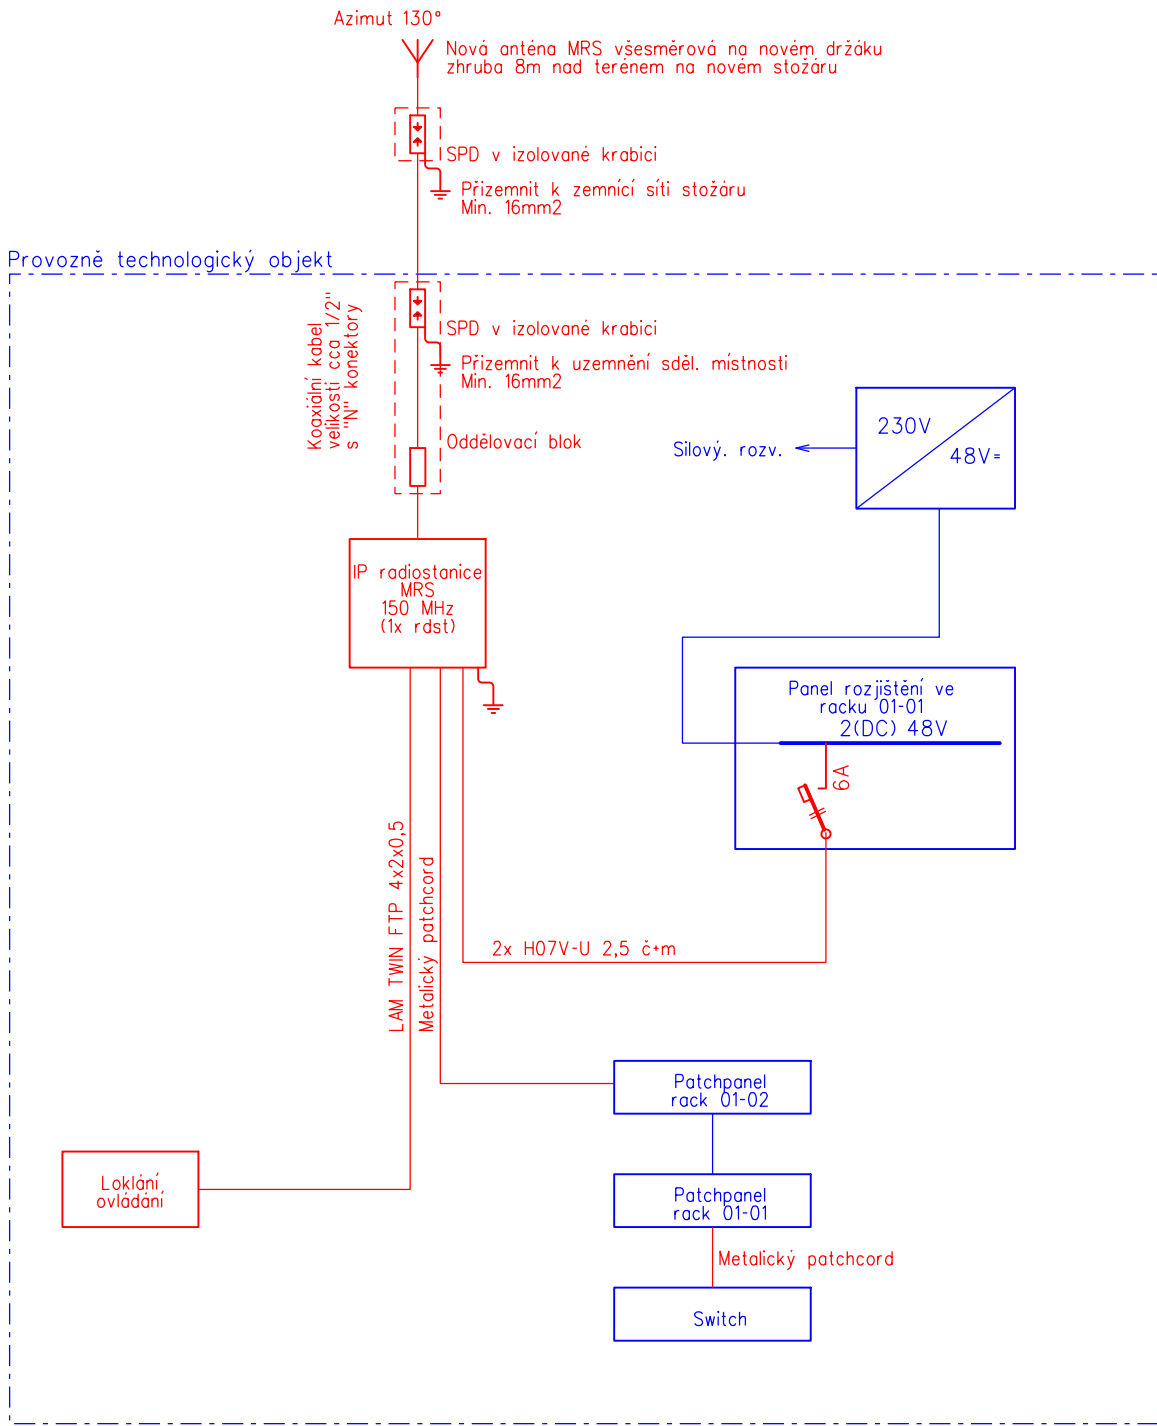 Azimut 130°
Nová anténa MRS všesměrová na novém držáku
zhruba 8m nad terénem na novém stožáru
SPD v izolované krabici
Přizemnit k zemnící síti stožáru
Min. 16mm2
Provozně technologický objekt
Koaxiální kabel
velikosti cca 1/2"
s "N" konektory
SPD v izolované krabici
Přizemnit k uzemnění sděl. místnosti
Min. 16mm2
Oddělovací blok
Silový. rozv.
230V
48V=
IP radiostanice
MRS
150 MHz
(1x rdst)
Panel rozjištění ve
racku 01-01
2(DC) 48V
6A
LAM TWIN FTP 4x2x0,5
Metalický patchcord
2x H07V-U 2,5 č+m
Patchpanel
rack 01-02
Loklání
ovládání
Patchpanel
rack 01-01
Metalický patchcord
Switch